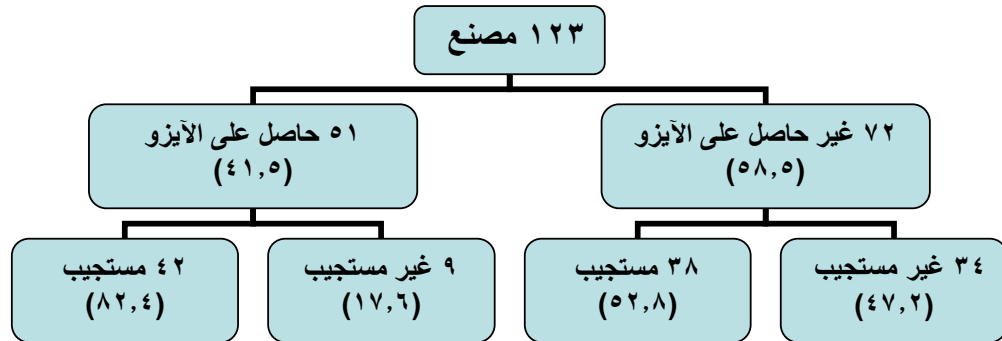 ١٢٣ مصنع
٧٢ غير حاصل على الآيزو
(٥٨,٥)
٥١ حاصل على الآيزو
(٤١,٥)
٣٤ غير مستجيب
(٤٧,٢)
٣٨ مستجيب
(٥٢,٨)
٩ غير مستجيب
(١٧,٦)
٤٢ مستجيب
(٨٢,٤)